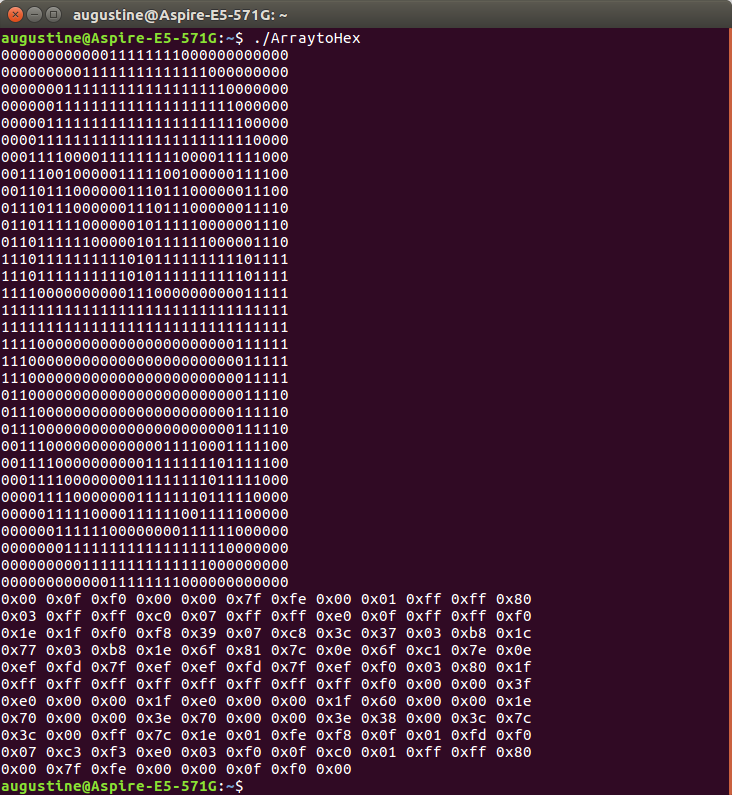 augustine@Aspire-E5-571G: ~
augustine@Aspire-E5-571G:~$ ./ArraytoHex
00000000000011111111000000000000
00000000011111111111111000000000
00000001111111111111111110000000
00000011111111111111111111000000
00000111111111111111111111100000
00001111111111111111111111110000
00011110000111111111000011111000
00111001000001111100100000111100
00110111000000111011100000011100
01110111000000111011100000011110
01101111100000010111110000001110
01101111110000010111111000001110
11101111111111010111111111101111
11101111111111010111111111101111
11110000000000111000000000011111
11111111111111111111111111111111
11111111111111111111111111111111
11110000000000000000000000111111
11100000000000000000000000011111
11100000000000000000000000011111
01100000000000000000000000011110
01110000000000000000000000111110
01110000000000000000000000111110
00111000000000000011110001111100
00111100000000001111111101111100
00011110000000011111111011111000
00001111000000011111110111110000
00000111110000111111001111100000
00000011111100000000111111000000
00000001111111111111111110000000
00000000011111111111111000000000
00000000000011111111000000000000
0x00 0x0f 0xf0 0x00 0x00 0x7f 0xfe 0x00 0x01 0xff 0xff 0x80
0x03 0xff 0xff 0xc0 0x07 0xff 0xff 0xe0 0x0f 0xff 0xff 0xf0
0x1e 0x1f 0xf0 0xf8 0x39 0x07 0xc8 0x3c 0x37 0x03 0xb8 0x1c
0x77 0x03 0xb8 0x1e 0x6f 0x81 0x7c 0x0e 0x6f 0xc1 0x7e 0x0e
0xef 0xfd 0x7f 0xef 0xef 0xfd 0x7f 0xef 0xf0 0x03 0x80 0x1f
0xff 0xff 0xff 0xff 0xff 0xff 0xff 0xff 0xf0 0x00 0x00 0x3f
0xe0 0x00 0x00 0x1f 0xe0 0x00 0x00 0x1f 0x60 0x00 0x00 0x1e
0x70 0x00 0x00 0x3e 0x70 0x00 0x00 0x3e 0x38 0x00 0x3c 0x7c
0x3c 0x00 0xff 0x7c 0x1e 0x01 0xfe 0xf8 0x0f 0x01 0xfd 0xf0
0x07 0xc3 0xf3 0xe0 0x03 0xf0 0x0f 0xc0 0x01 0xff 0xff 0x80
0x00 0x7f 0xfe 0x00 0x00 0x0f 0xf0 0x00
augustine@Aspire-E5-571G:~$